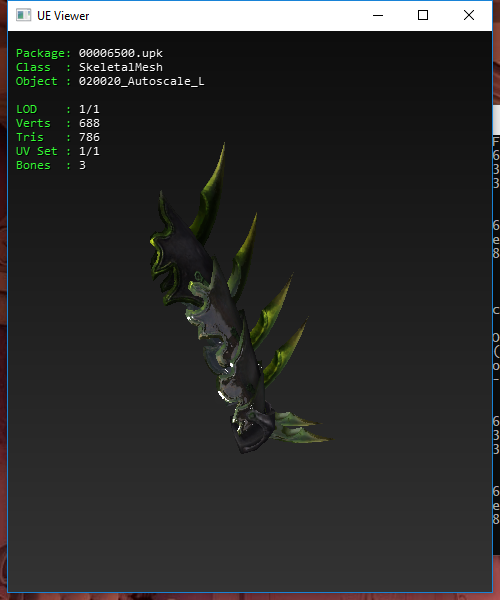 UE Viewer
Package: 00006500.upk
Class : SkeletalMesh
Object : 020020_Autoscale_L
LOD : 1/1
Verts : 688
Tris : 786
UV Set : 1/1
Bones : 3